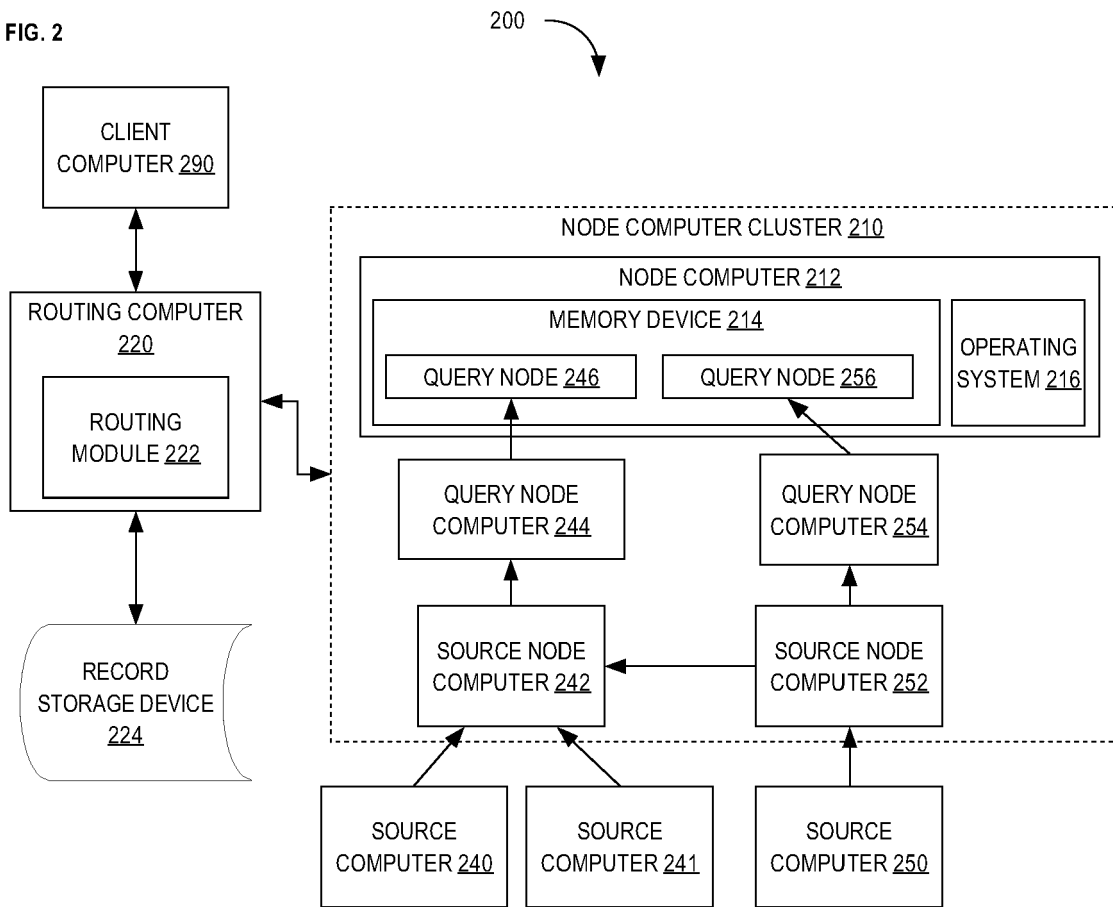 FIG. 2
200
CLIENT
COMPUTER 290
ROUTING COMPUTER
220
ROUTING
MODULE 222
RECORD
STORAGE DEVICE
224
NODE COMPUTER CLUSTER 210
NODE COMPUTER 212
MEMORY DEVICE 214
QUERY NODE 246
QUERY NODE 256
OPERATING
SYSTEM 216
QUERY NODE
COMPUTER 244
QUERY NODE
COMPUTER 254
SOURCE NODE
COMPUTER 242
SOURCE NODE
COMPUTER 252
SOURCE
COMPUTER 240
SOURCE
COMPUTER 241
SOURCE
COMPUTER 250